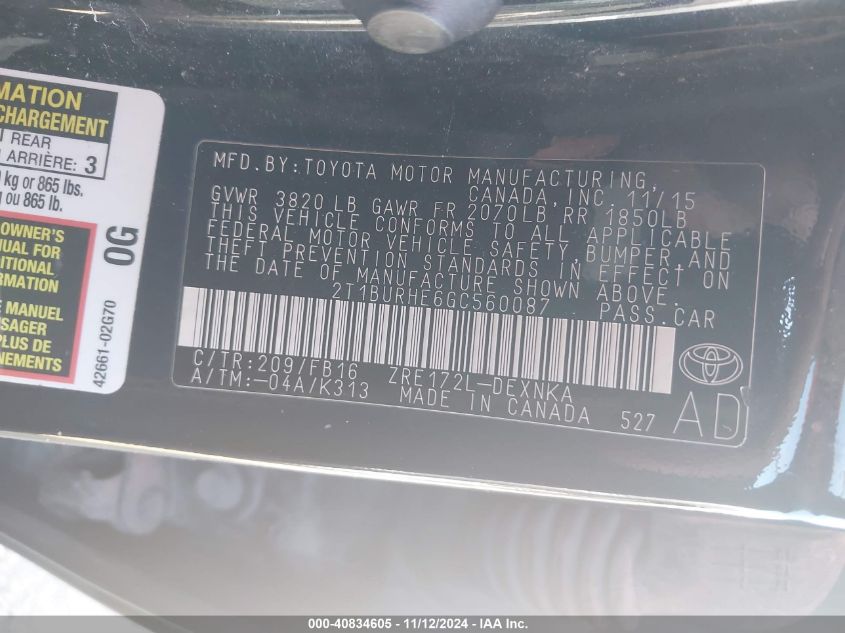 MATION
CHARGEMENT
REAR
ARRIÈRE: 3
kg or 865 lbs.
ou 865 lb.
OWNER'S
UAL FOR
DITIONAL
RMATION
E MANUEL
SAGER
PLUS DE
NEMENTS
0G
42661-02G70
MFD. BY: TOYOTA MOTOR MANUFACTURING,
CANADA, INC. 11/15
GVWR 3820 LB GAWR FR 2070LB RR 1850LB
THIS VEHICLE CONFORMS TO ALL APPLICABLE
FEDERAL MOTOR VEHICLE SAFETY, BUMPER AND
THEFT PREVENTION STANDARDS IN EFFECT ON
THE DATE OF MANUFACTURE SHOWN ABOVE.
2T1BURHE6GC560087 PASS.CAR
C/TR: 209/FB16 ZRE172L-DEXNKA
A/TM:-04A/K313 MADE IN CANADA 527
AD
000-40834605 - 11/12/2024 - IAA Inc.